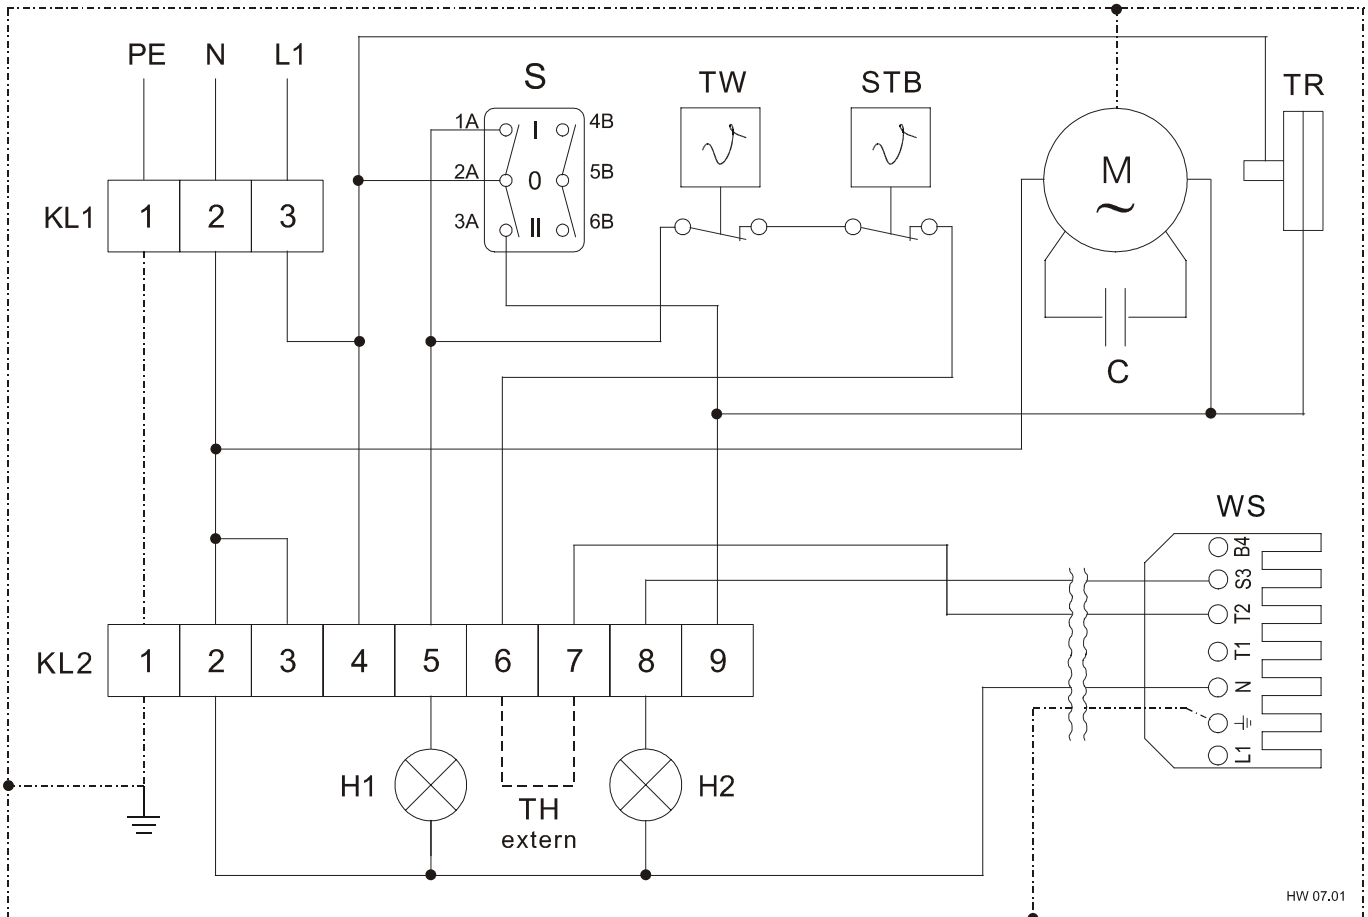 PE N L1
S
TW
STB
TR
KL1 1 2 3
1A I 4B
2A 0 5B
3A II 6B
M
~
C
WS
B4
S3
T2
T1
N
L1
KL2 1 2 3 4 5 6 7 8 9
H1
TH
extern
H2
HW 07.01